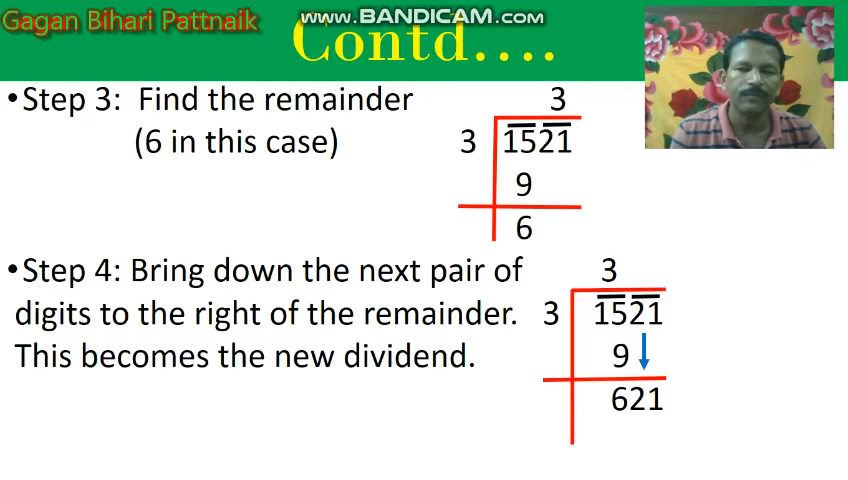 Gagan Bihari Pattnaik
www.BANDICAM.com
Contd....
•Step 3: Find the remainder
(6 in this case)
3
3 1521
9
6
•Step 4: Bring down the next pair of
digits to the right of the remainder.
This becomes the new dividend.
3
3 1521
9
621